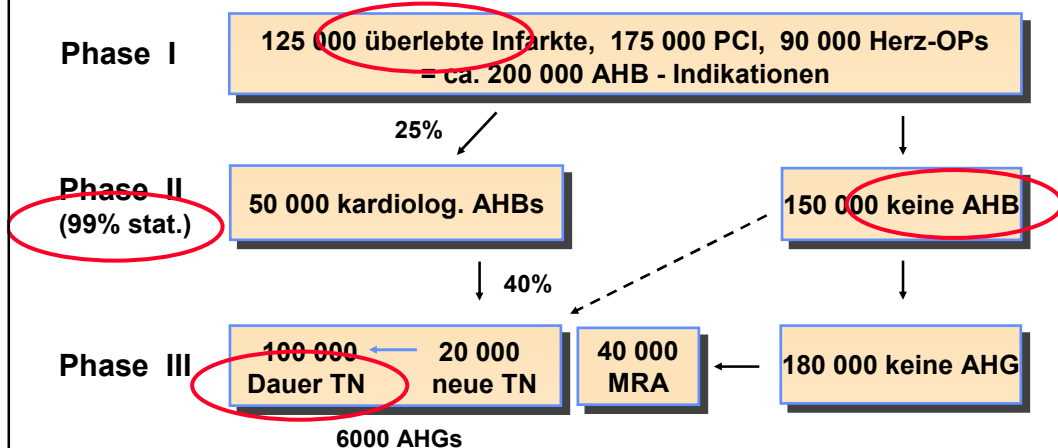 Phase I
125 000 überlebte Infarkte, 175 000 PCI, 90 000 Herz-OPs
= ca. 200 000 AHB - Indikationen
25%
Phase II
(99% stat.)
50 000 kardiolog. AHBs
150 000 keine AHB
40%
Phase III
100 000
Dauer TN
20 000
neue TN
40 000
MRA
180 000 keine AHG
6000 AHGs